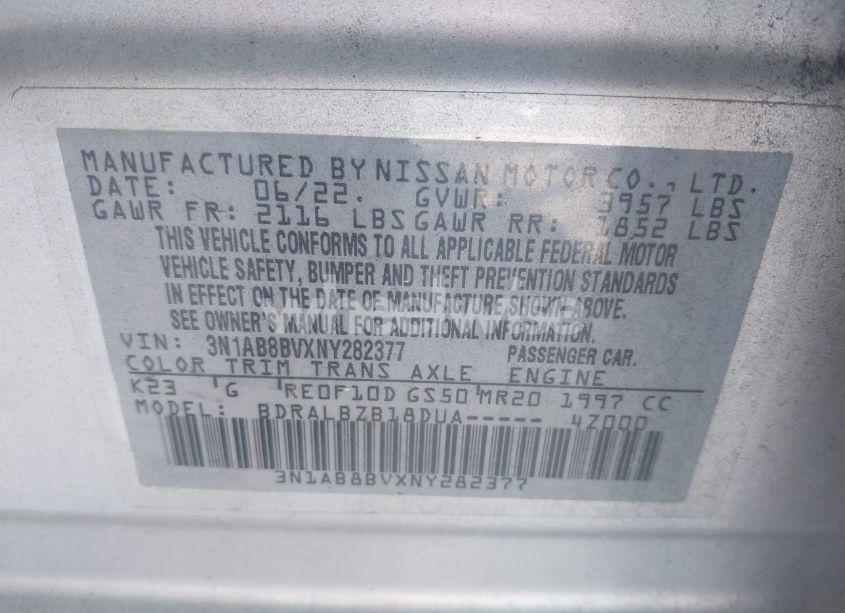 MANUFACTURED BY NISSAN MOTOR CO., LTD.
DATE: 06/22. GVWR: 3957 LBS
GAWR FR: 2116 LBS GAWR RR: 1852 LBS
THIS VEHICLE CONFORMS TO ALL APPLICABLE FEDERAL MOTOR
VEHICLE SAFETY, BUMPER AND THEFT PREVENTION STANDARDS
IN EFFECT ON THE DATE OF MANUFACTURE SHOWN ABOVE.
SEE OWNER'S MANUAL FOR ADDITIONAL INFORMATION.
VIN: 3N1AB8BVXNY282377 PASSENGER CAR.
COLOR TRIM TRANS AXLE ENGINE
K23 G RE0F10D GS50 MR20 1997 CC
MODEL: BDRALBZB18DUA----- 4Z000
3N1AB8BVXNY282377